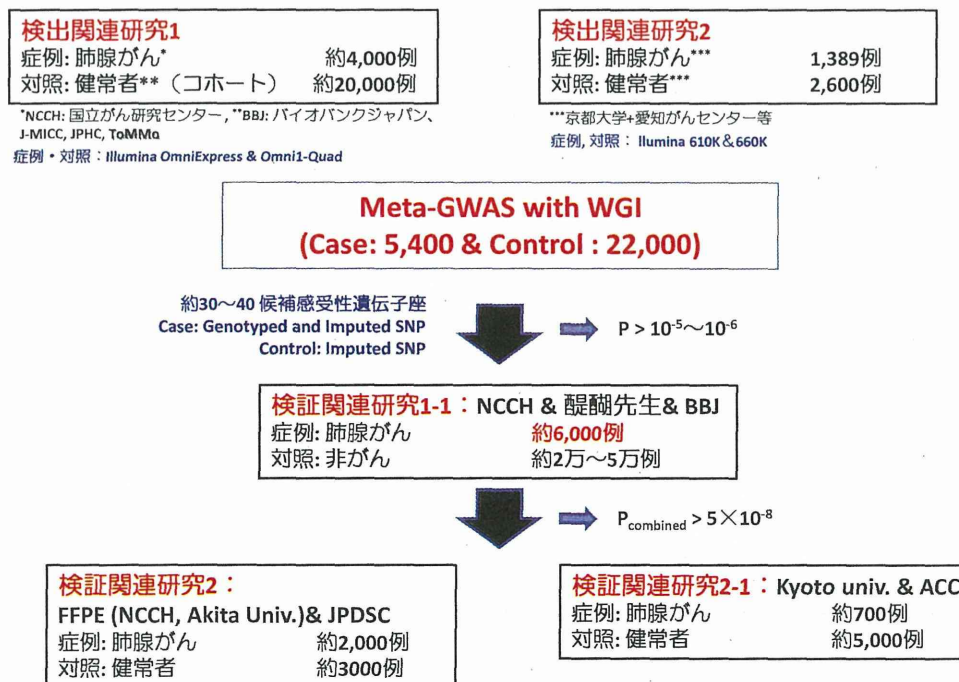 検出関連研究1
症例: 肺腺がん* 約4,000例
対照: 健常者** (コホート) 約20,000例
*NCCH: 国立がん研究センター, **BBJ: バイオバンクジャパン、
J-MICC, JPHC, ToMMo
症例・対照：Illumina OmniExpress & Omni1-Quad
検出関連研究2
症例: 肺腺がん*** 1,389例
対照: 健常者*** 2,600例
***京都大学+愛知がんセンター等
症例, 対照： Ilumina 610K&660K
Meta-GWAS with WGI
(Case: 5,400 & Control : 22,000)
約30～40 候補感受性遺伝子座
Case: Genotyped and Imputed SNP
Control: Imputed SNP
P > 10-5～10-6
検証関連研究1-1：NCCH & 醍醐先生& BBJ
症例: 肺腺がん 約6,000例
対照: 非がん 約2万～5万例
Pcombined > 5×10-8
検証関連研究2：
FFPE (NCCH, Akita Univ.)& JPDSC
症例: 肺腺がん 約2,000例
対照: 健常者 約3000例
検証関連研究2-1：Kyoto univ. & ACC
症例: 肺腺がん 約700例
対照: 健常者 約5,000例